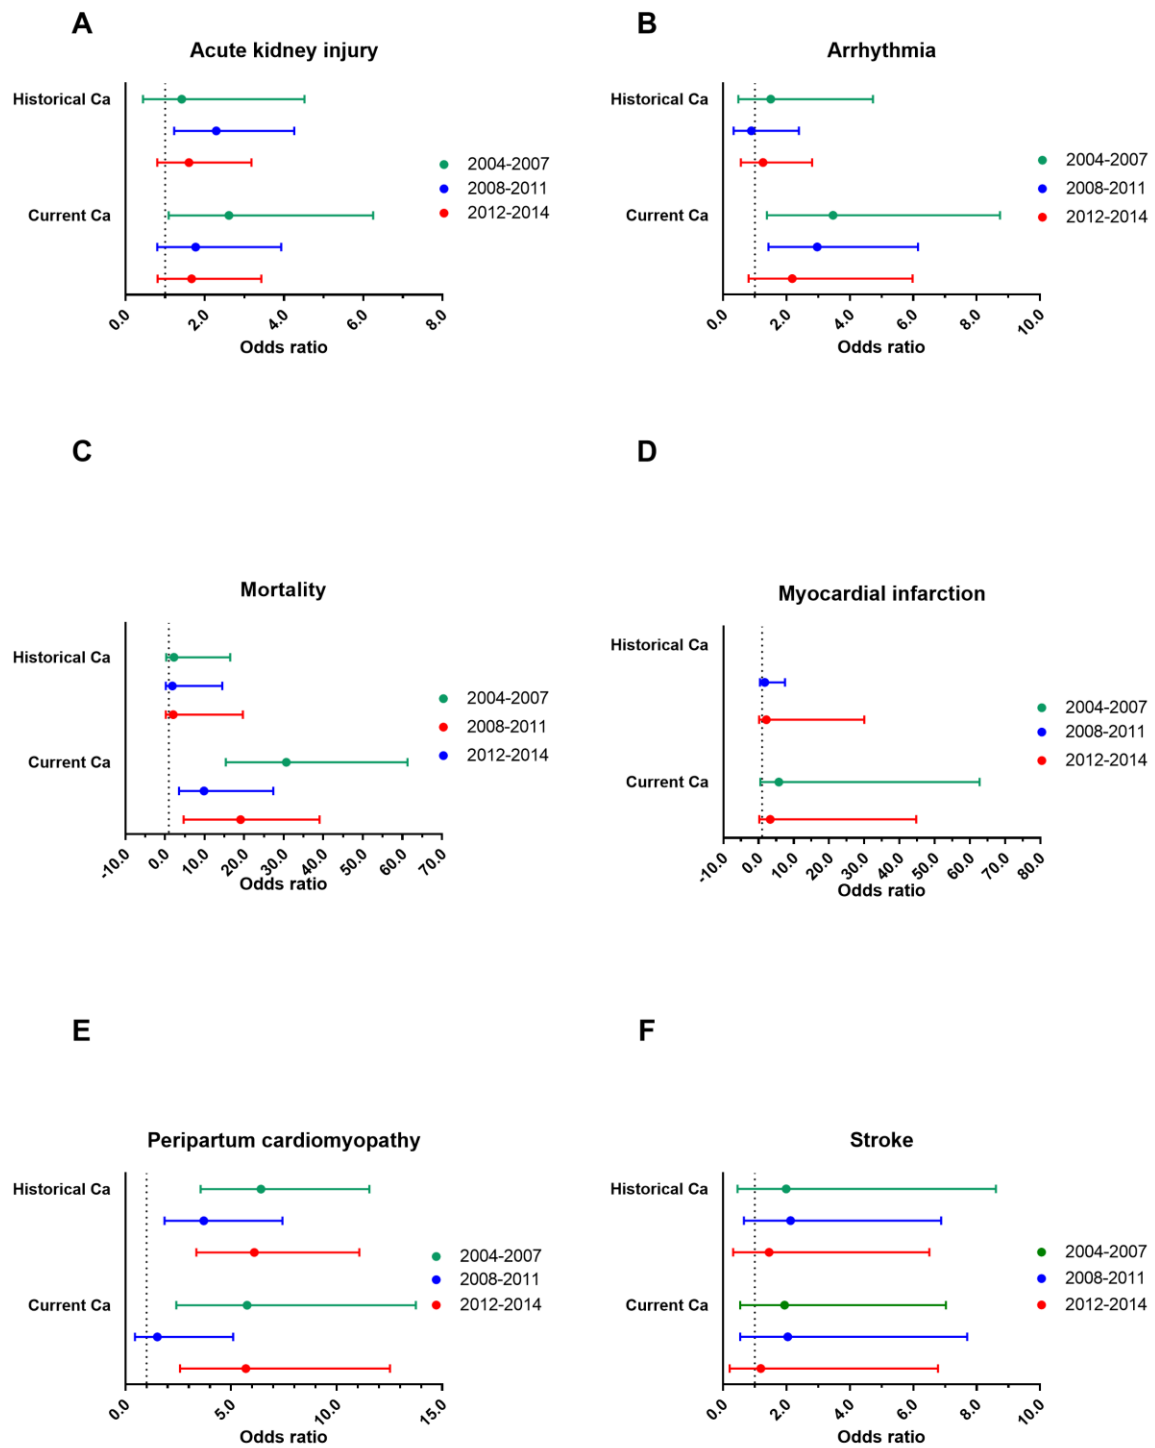 A
Acute kidney injury
Historical Ca
Current Ca
2004-2007
2008-2011
2012-2014
0.0 2.0 4.0 6.0 8.0
Odds ratio
B
Arrhythmia
Historical Ca
Current Ca
2004-2007
2008-2011
2012-2014
0.0 2.0 4.0 6.0 8.0 10.0
Odds ratio
C
Mortality
Historical Ca
Current Ca
2004-2007
2008-2011
2012-2014
-10.0 0.0 10.0 20.0 30.0 40.0 50.0 60.0 70.0
Odds ratio
D
Myocardial infarction
Historical Ca
Current Ca
2004-2007
2008-2011
2012-2014
-10.0 0.0 10.0 20.0 30.0 40.0 50.0 60.0 70.0 80.0
Odds ratio
E
Peripartum cardiomyopathy
Historical Ca
Current Ca
2004-2007
2008-2011
2012-2014
0.0 5.0 10.0 15.0
Odds ratio
F
Stroke
Historical Ca
Current Ca
2004-2007
2008-2011
2012-2014
0.0 2.0 4.0 6.0 8.0 10.0
Odds ratio